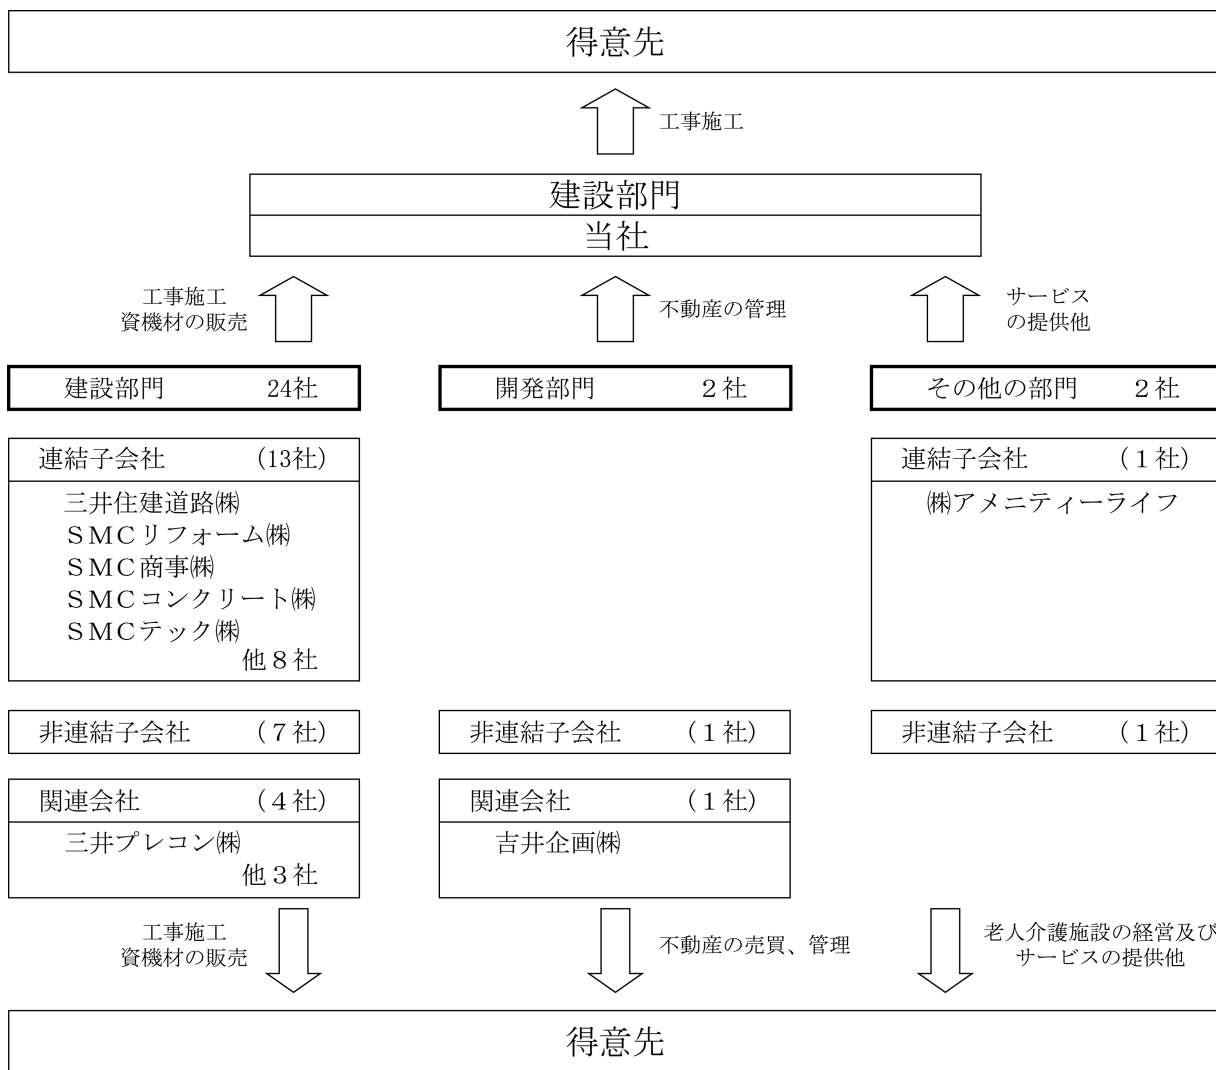 得意先
工事施工
建設部門
当社
工事施工
資機材の販売
不動産の管理
サービス
の提供他
建設部門 24社
開発部門 ２社
その他の部門 ２社
連結子会社 (13社)
三井住建道路㈱
ＳＭＣリフォーム㈱
ＳＭＣ商事㈱
ＳＭＣコンクリート㈱
ＳＭＣテック㈱
他８社
連結子会社 (１社)
㈱アメニティーライフ
非連結子会社 (７社)
非連結子会社 (１社)
非連結子会社 (１社)
関連会社 (４社)
三井プレコン㈱
他３社
関連会社 (１社)
吉井企画㈱
工事施工
資機材の販売
不動産の売買、管理
老人介護施設の経営及び
サービスの提供他
得意先